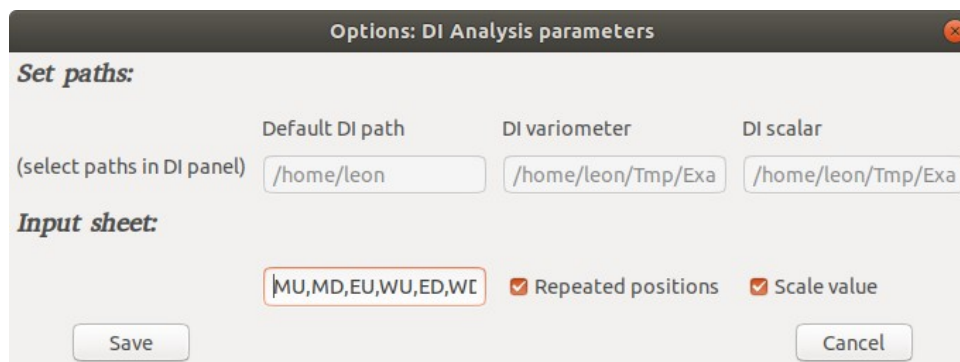 Options: DI Analysis parameters
Set paths:
Default DI path DI variometer DI scalar
(select paths in DI panel) /home/leon /home/leon/Tmp/Exa /home/leon/Tmp/Exa
Input sheet:
MU,MD,EU,WU,ED,WD Repeated positions Scale value
Save Cancel